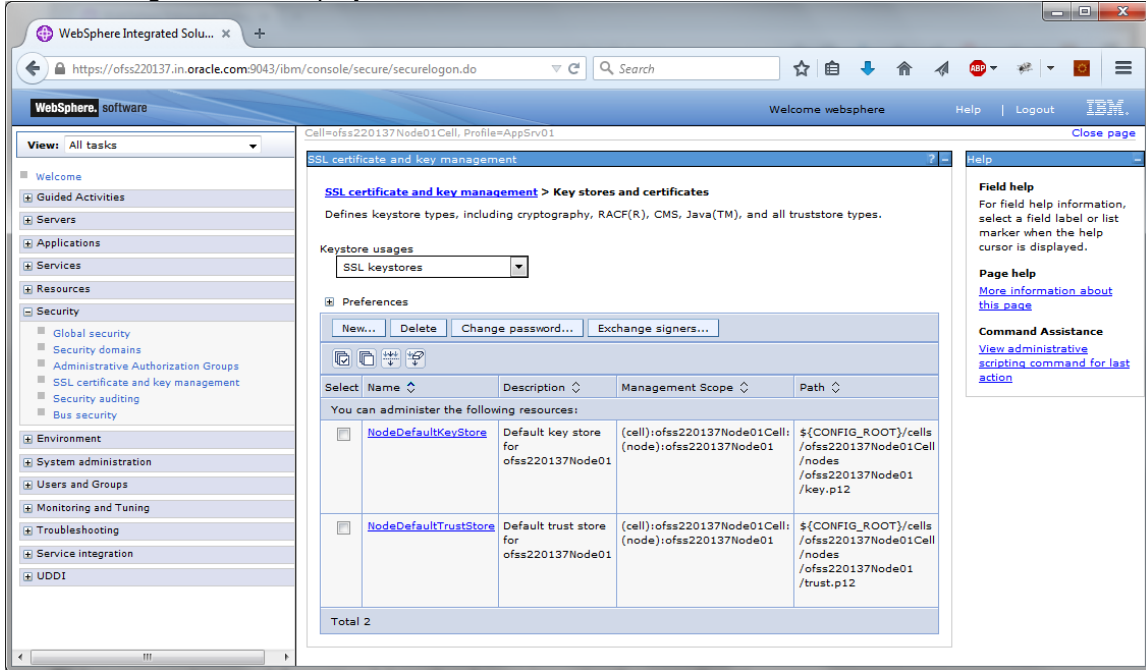 WebSphere Integrated Solu... × +
https://ofss220137.in.oracle.com:9043/ibm/console/secure/securelogon.do
Search
ABP
WebSphere. software
Welcome websphere
Help | Logout
IBM.
View: All tasks
Welcome
Guided Activities
Servers
Applications
Services
Resources
Security
Global security
Security domains
Administrative Authorization Groups
SSL certificate and key management
Security auditing
Bus security
Environment
System administration
Users and Groups
Monitoring and Tuning
Troubleshooting
Service integration
UDDI
Cell=ofss220137Node01Cell, Profile=AppSrv01
Close page
SSL certificate and key management
? –
SSL certificate and key management > Key stores and certificates
Defines keystore types, including cryptography, RACF(R), CMS, Java(TM), and all truststore types.
Keystore usages
SSL keystores
Preferences
New... Delete Change password... Exchange signers...
Select Name Description Management Scope Path
You can administer the following resources:
NodeDefaultKeyStore
Default key store
for
ofss220137Node01
(cell):ofss220137Node01Cell:
(node):ofss220137Node01
${CONFIG_ROOT}/cells
/ofss220137Node01Cell
/nodes
/ofss220137Node01
/key.p12
NodeDefaultTrustStore
Default trust store
for
ofss220137Node01
(cell):ofss220137Node01Cell:
(node):ofss220137Node01
${CONFIG_ROOT}/cells
/ofss220137Node01Cell
/nodes
/ofss220137Node01
/trust.p12
Total 2
Help
Field help
For field help information,
select a field label or list
marker when the help
cursor is displayed.
Page help
More information about
this page
Command Assistance
View administrative
scripting command for last
action